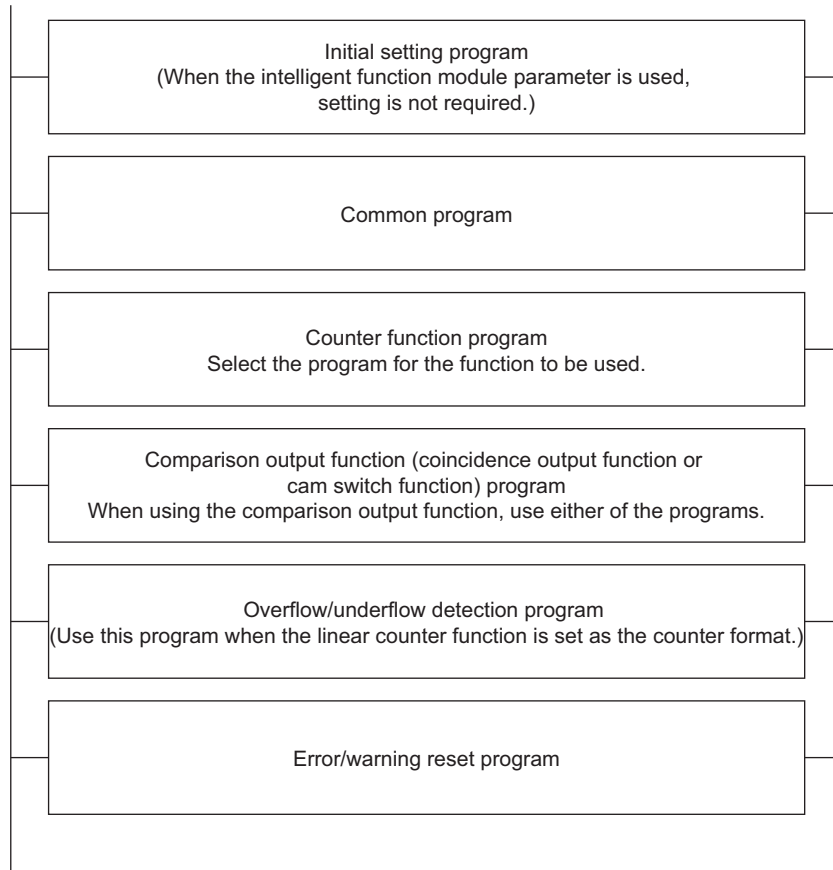 Initial setting program
(When the intelligent function module parameter is used,
setting is not required.)
Common program
Counter function program
Select the program for the function to be used.
Comparison output function (coincidence output function or
cam switch function) program
When using the comparison output function, use either of the programs.
Overflow/underflow detection program
(Use this program when the linear counter function is set as the counter format.)
Error/warning reset program